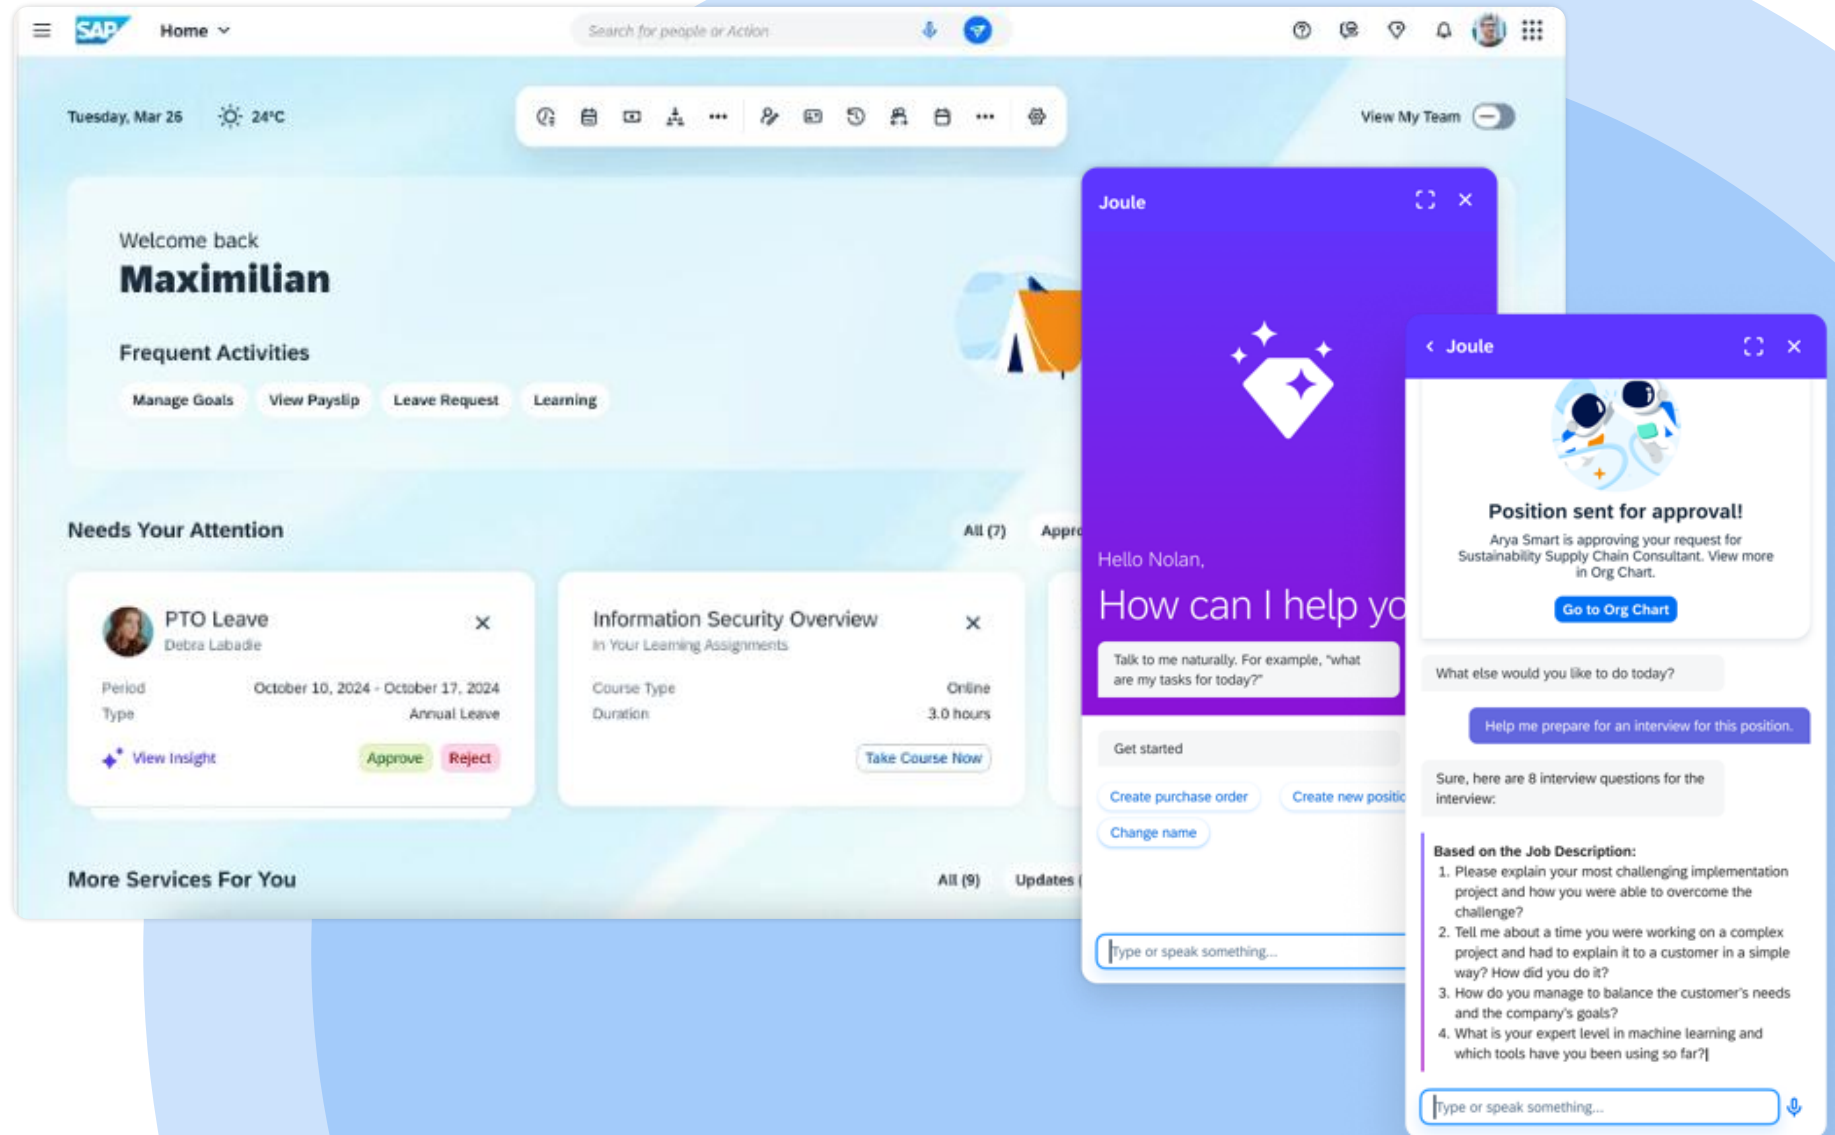 SAP
Home
Search for people or Action
Tuesday, Mar 26
24°C
View My Team
Welcome back
Maximilian
Frequent Activities
Manage Goals
View Payslip
Leave Request
Learning
Needs Your Attention
All (7)
PTO Leave
Debra Labadie
Period
October 10, 2024 - October 17, 2024
Type
Annual Leave
View Insight
Approve
Reject
Information Security Overview
In Your Learning Assignments
Course Type
Online
Duration
3.0 hours
Take Course Now
More Services For You
All (9)
Updates (
Joule
Hello Nolan,
How can I help yo
Talk to me naturally. For example, "what
are my tasks for today?"
Get started
Create purchase order
Create new positio
Change name
Type or speak something...
Joule
Position sent for approval!
Arya Smart is approving your request for
Sustainability Supply Chain Consultant. View more
in Org Chart.
Go to Org Chart
What else would you like to do today?
Help me prepare for an interview for this position.
Sure, here are 8 interview questions for the
interview:
Based on the Job Description:
1. Please explain your most challenging implementation
project and how you were able to overcome the
challenge?
2. Tell me about a time you were working on a complex
project and had to explain it to a customer in a simple
way? How did you do it?
3. How do you manage to balance the customer's needs
and the company's goals?
4. What is your expert level in machine learning and
which tools have you been using so far?
Type or speak something...